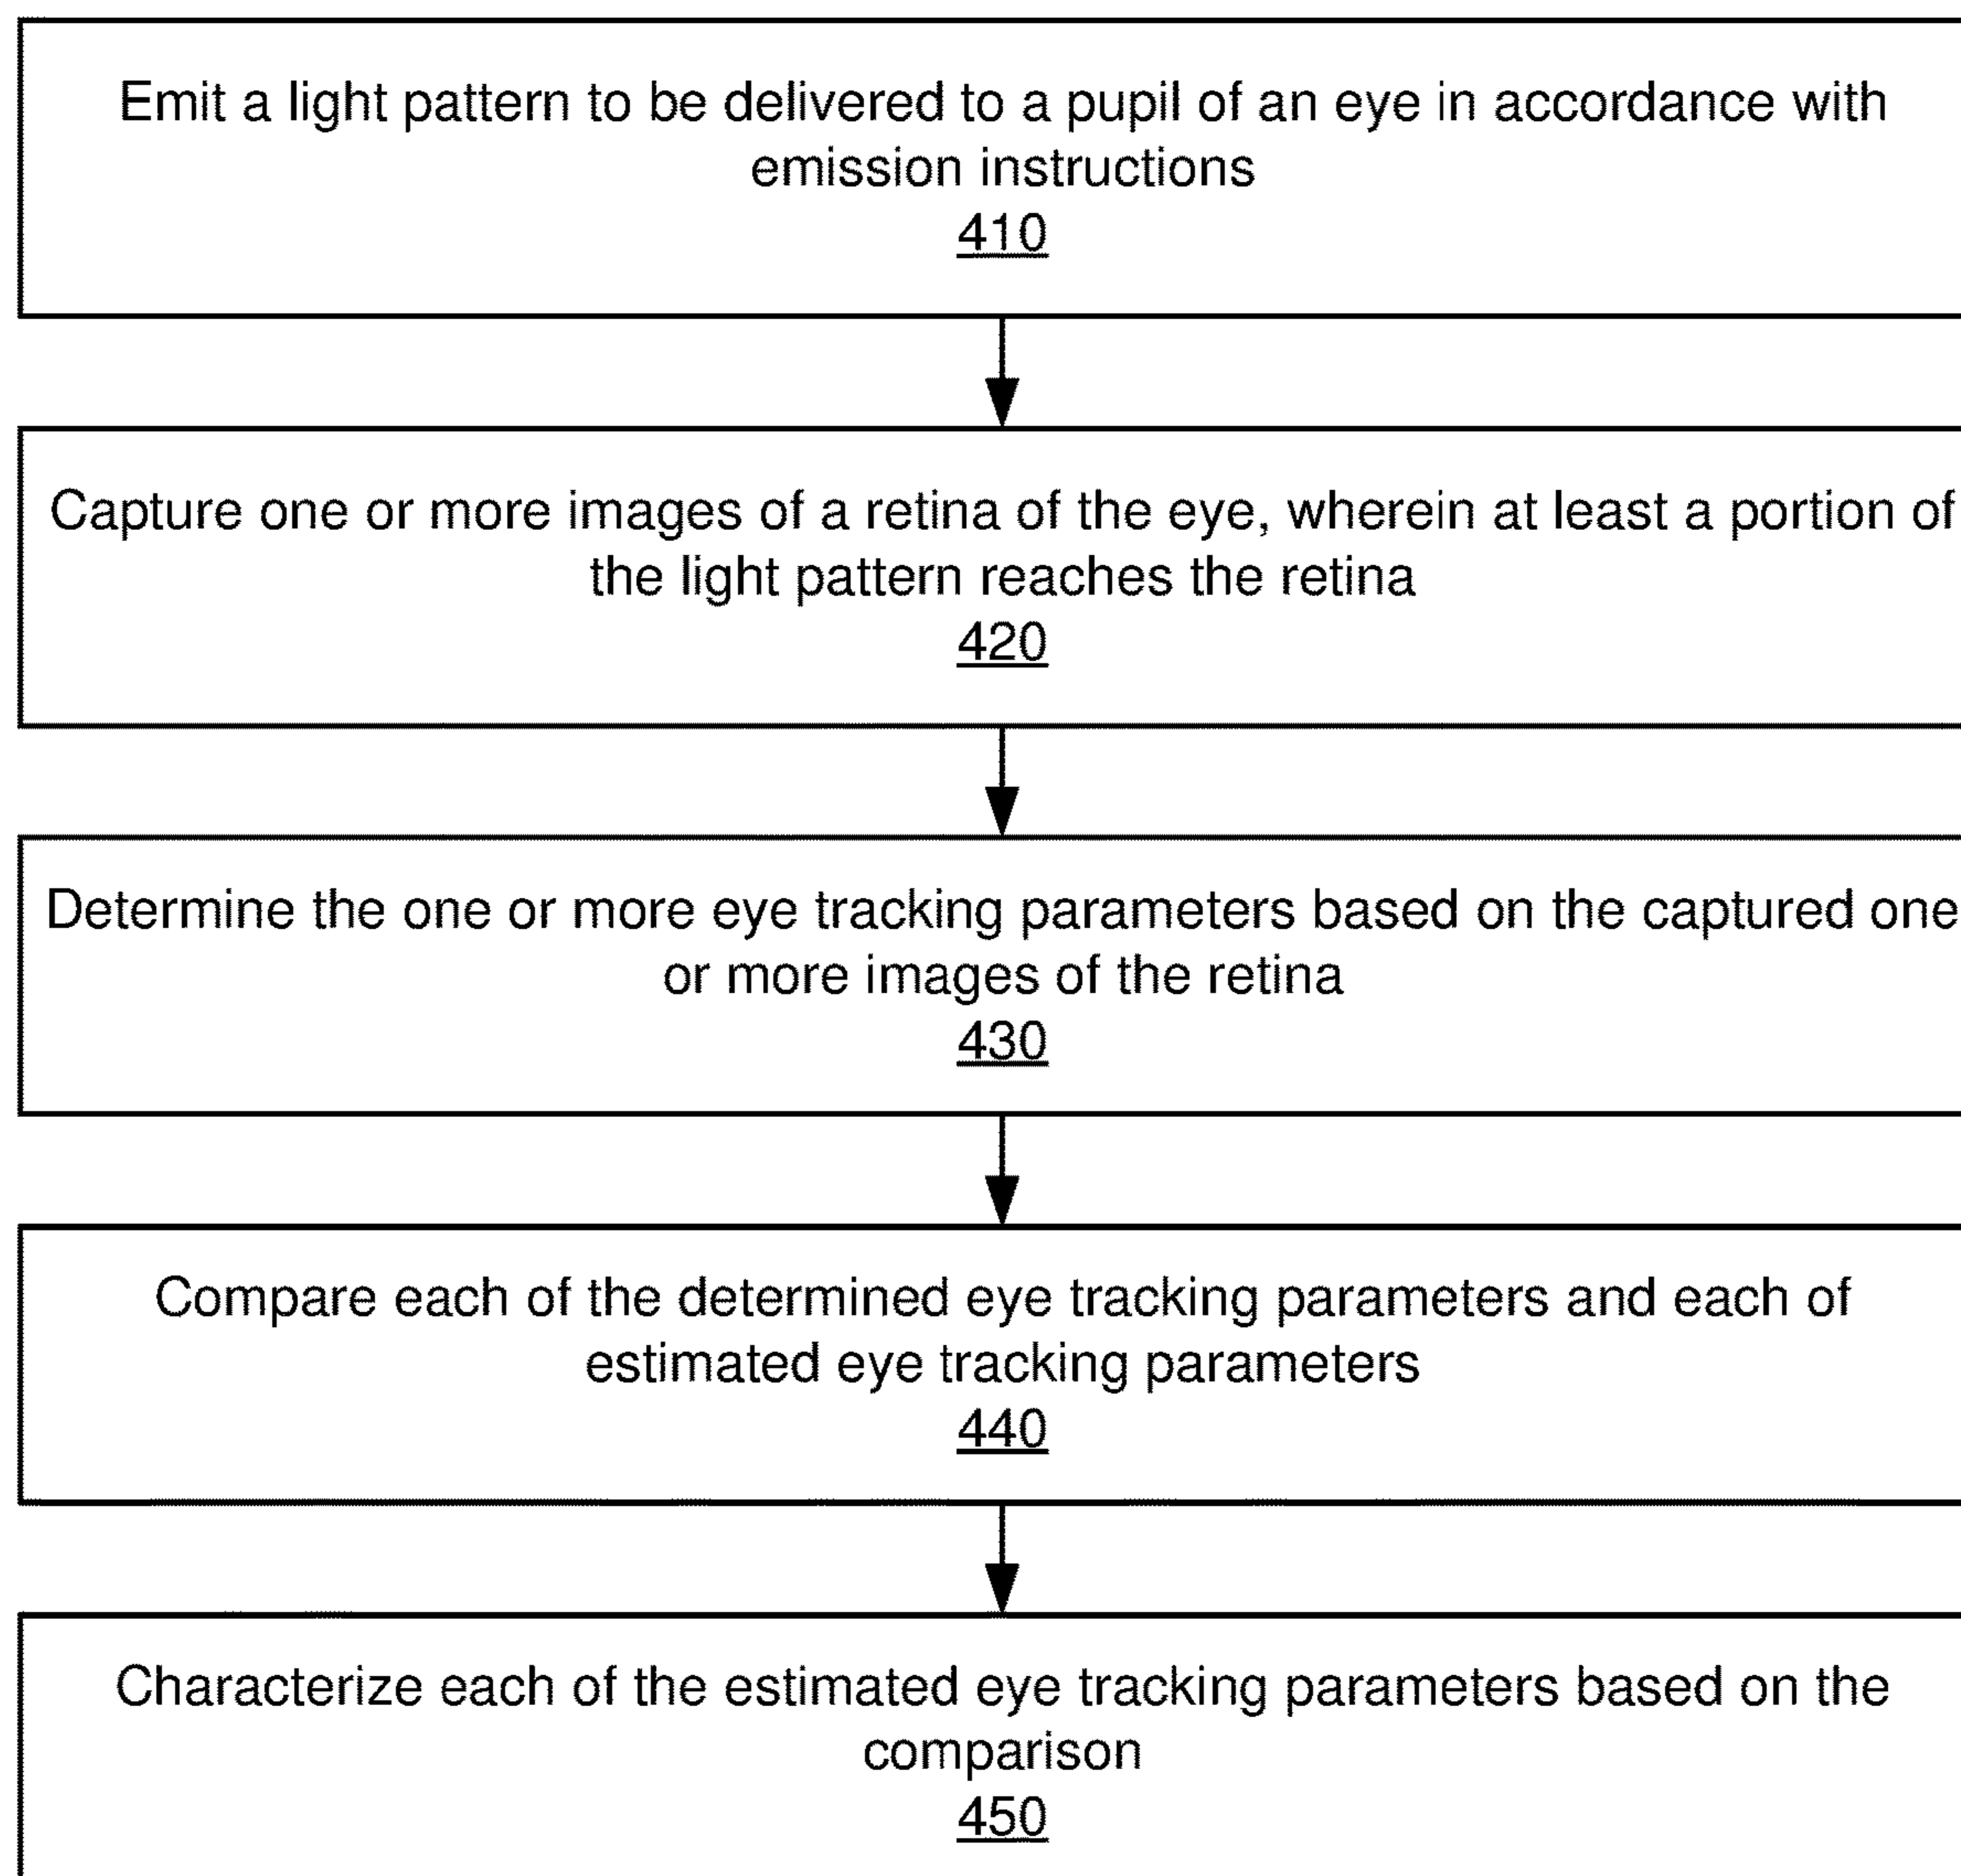 Emit a light pattern to be delivered to a pupil of an eye in accordance with
emission instructions
410
Capture one or more images of a retina of the eye, wherein at least a portion of
the light pattern reaches the retina
420
Determine the one or more eye tracking parameters based on the captured one
or more images of the retina
430
Compare each of the determined eye tracking parameters and each of
estimated eye tracking parameters
440
Characterize each of the estimated eye tracking parameters based on the
comparison
450